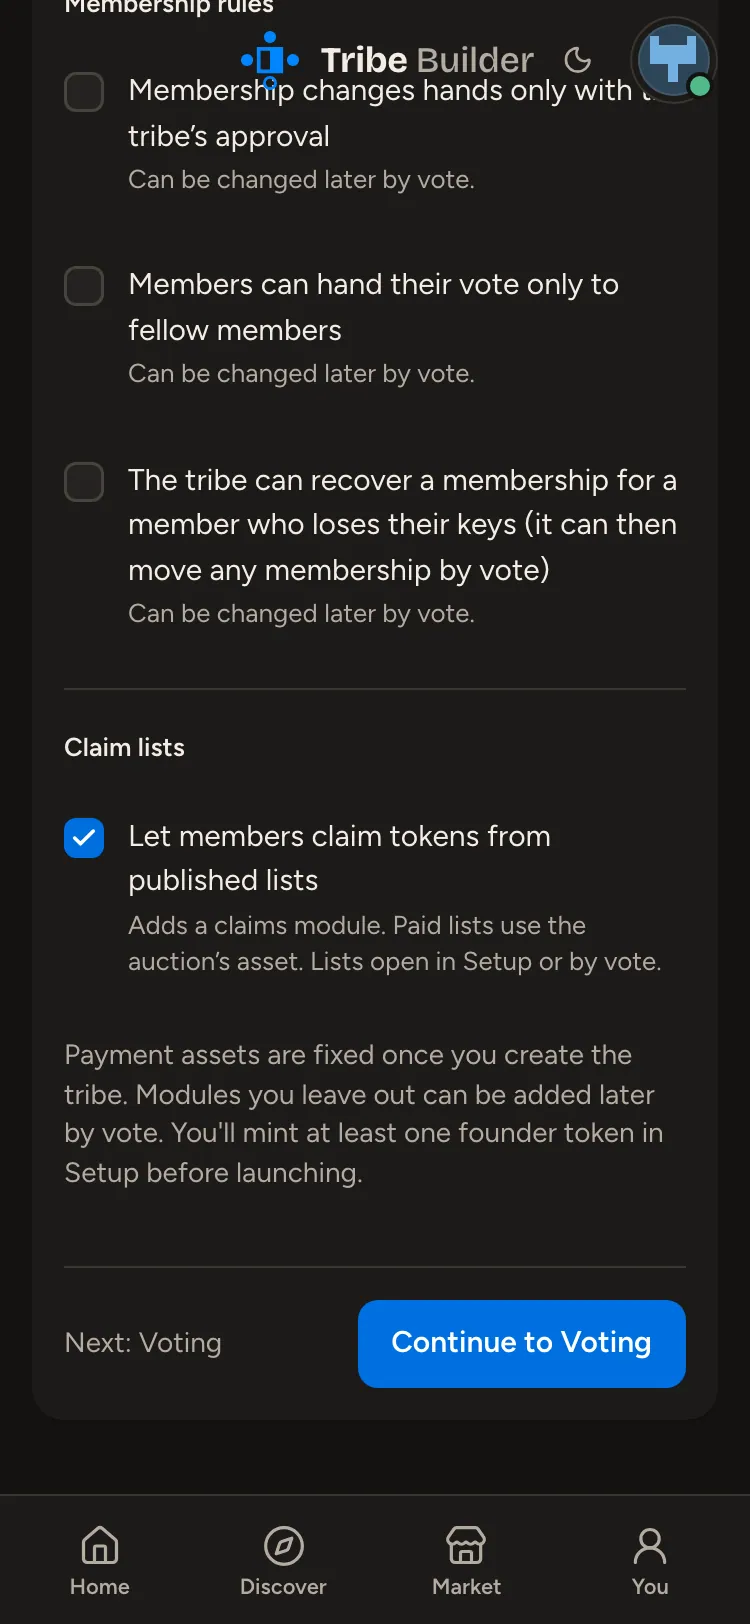 Membership rules
Tribe Builder
Membership changes hands only with
tribe’s approval
Can be changed later by vote.
Members can hand their vote only to
fellow members
Can be changed later by vote.
The tribe can recover a membership for a
member who loses their keys (it can then
move any membership by vote)
Can be changed later by vote.
Claim lists
Let members claim tokens from
published lists
Adds a claims module. Paid lists use the
auction’s asset. Lists open in Setup or by vote.
Payment assets are fixed once you create the
tribe. Modules you leave out can be added later
by vote. You'll mint at least one founder token in
Setup before launching.
Next: Voting
Continue to Voting
Home
Discover
Market
You